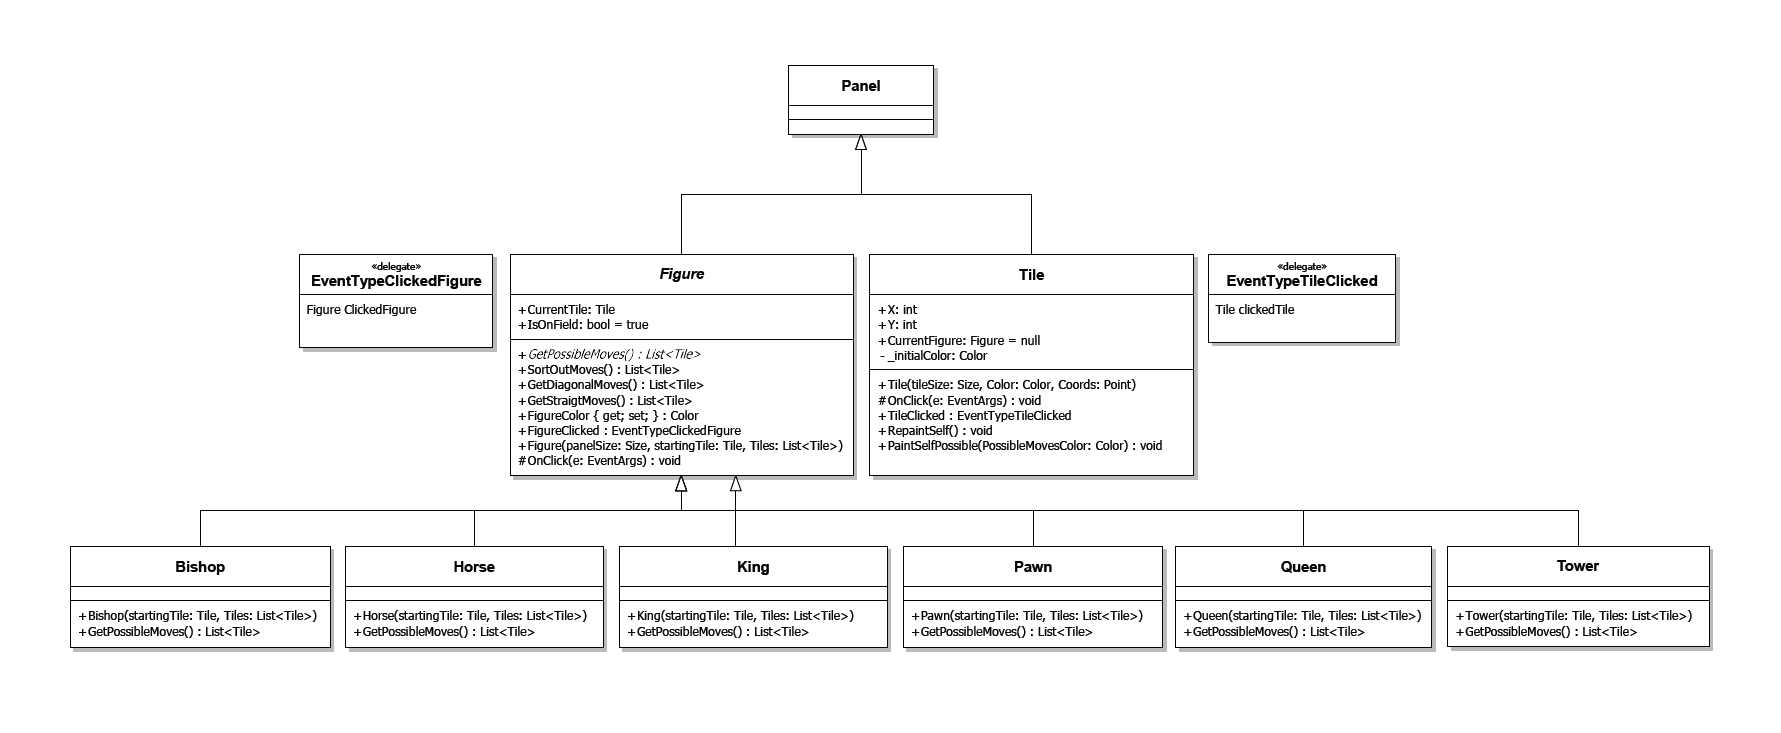 Panel
«delegate»
EventTypeClickedFigure
Figure ClickedFigure
Figure
+CurrentTile: Tile
+IsOnField: bool = true
+GetPossibleMoves() : List<Tile>
+SortOutMoves() : List<Tile>
+GetDiagonalMoves() : List<Tile>
+GetStraigtMoves() : List<Tile>
+FigureColor { get; set; } : Color
+FigureClicked : EventTypeClickedFigure
+Figure(panelSize: Size, startingTile: Tile, Tiles: List<Tile>)
#OnClick(e: EventArgs) : void
Tile
+X: int
+Y: int
+CurrentFigure: Figure = null
-_initialColor: Color
+Tile(tileSize: Size, Color: Color, Coords: Point)
#OnClick(e: EventArgs) : void
+TileClicked : EventTypeTileClicked
+RepaintSelf() : void
+PaintSelfPossible(PossibleMovesColor: Color) : void
«delegate»
EventTypeTileClicked
Tile clickedTile
Bishop
+Bishop(startingTile: Tile, Tiles: List<Tile>)
+GetPossibleMoves() : List<Tile>
Horse
+Horse(startingTile: Tile, Tiles: List<Tile>)
+GetPossibleMoves() : List<Tile>
King
+King(startingTile: Tile, Tiles: List<Tile>)
+GetPossibleMoves() : List<Tile>
Pawn
+Pawn(startingTile: Tile, Tiles: List<Tile>)
+GetPossibleMoves() : List<Tile>
Queen
+Queen(startingTile: Tile, Tiles: List<Tile>)
+GetPossibleMoves() : List<Tile>
Tower
+Tower(startingTile: Tile, Tiles: List<Tile>)
+GetPossibleMoves() : List<Tile>